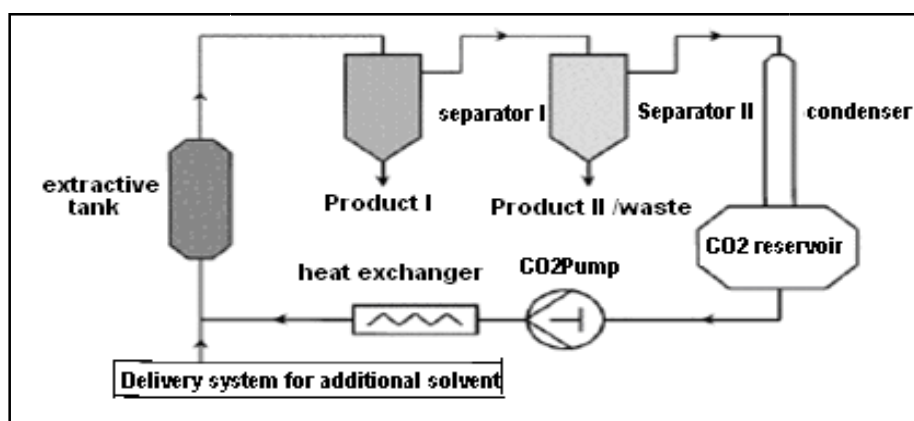 separator I
Separator II
condenser
extractive
tank
Product I
Product II /waste
CO2 reservoir
heat exchanger
CO2Pump
Delivery system for additional solvent